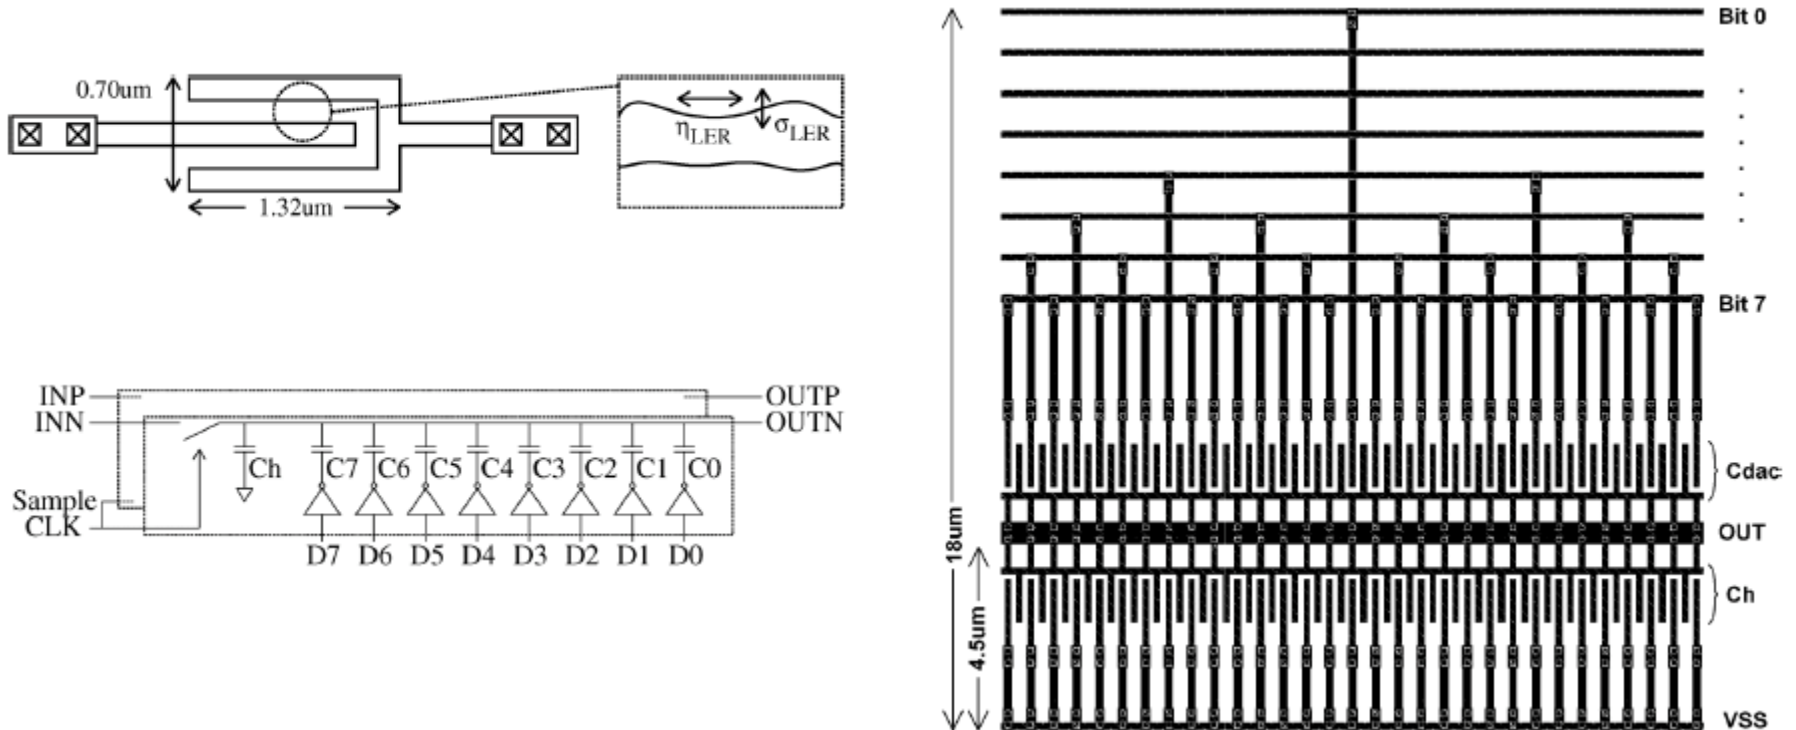 0.70um
1.32um
ηLER
σLER
INP
INN
OUTP
OUTN
Ch
C7
C6
C5
C4
C3
C2
C1
C0
Sample
CLK
D7
D6
D5
D4
D3
D2
D1
D0
18um
4.5um
Bit 0
Bit 7
Cdac
OUT
Ch
VSS